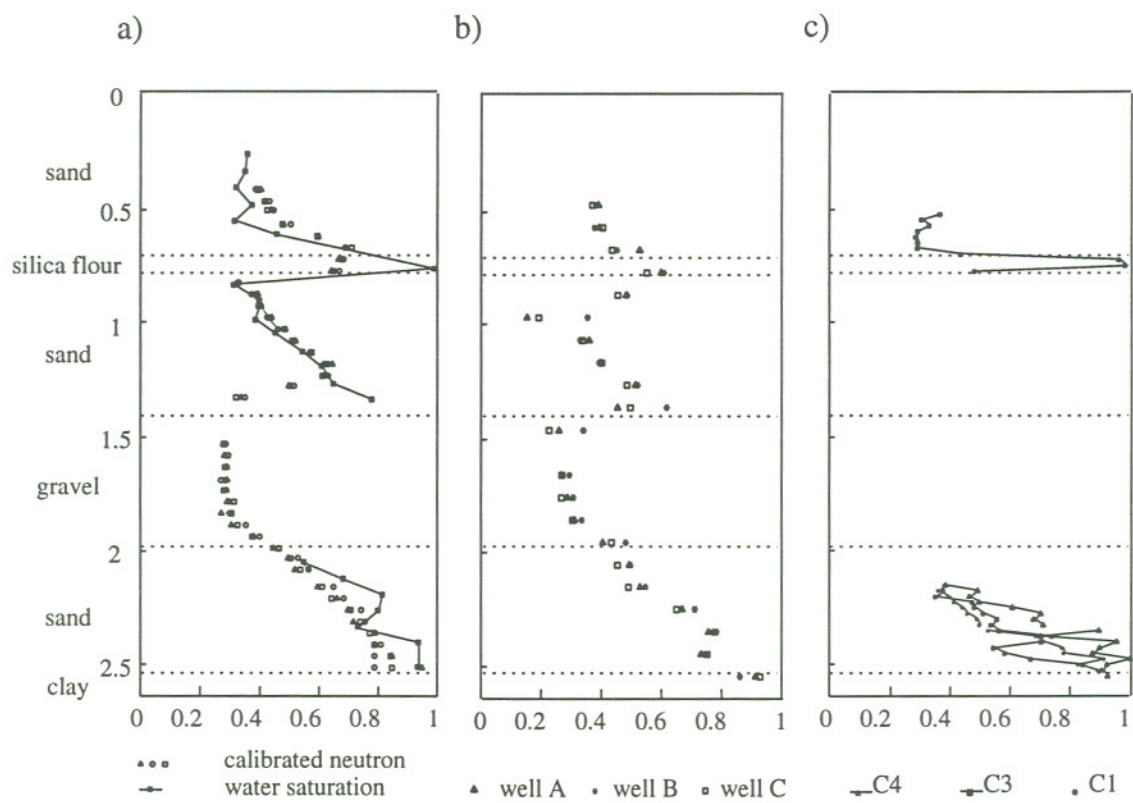 a) b) c)
0
sand
0.5
silica flour
1
sand
1.5
gravel
2
sand
2.5
clay
0 0.2 0.4 0.6 0.8 1 0 0.2 0.4 0.6 0.8 1 0 0.2 0.4 0.6 0.8 1
calibrated neutron
water saturation
well A well B well C
C4 C3 C1